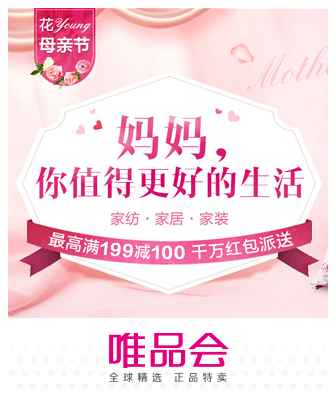 花Young
母亲节
Mothe
妈妈，
你值得更好的生活
家纺·家居·家装
最高满199减100 千万红包派送
唯品会
全球精选 正品特卖